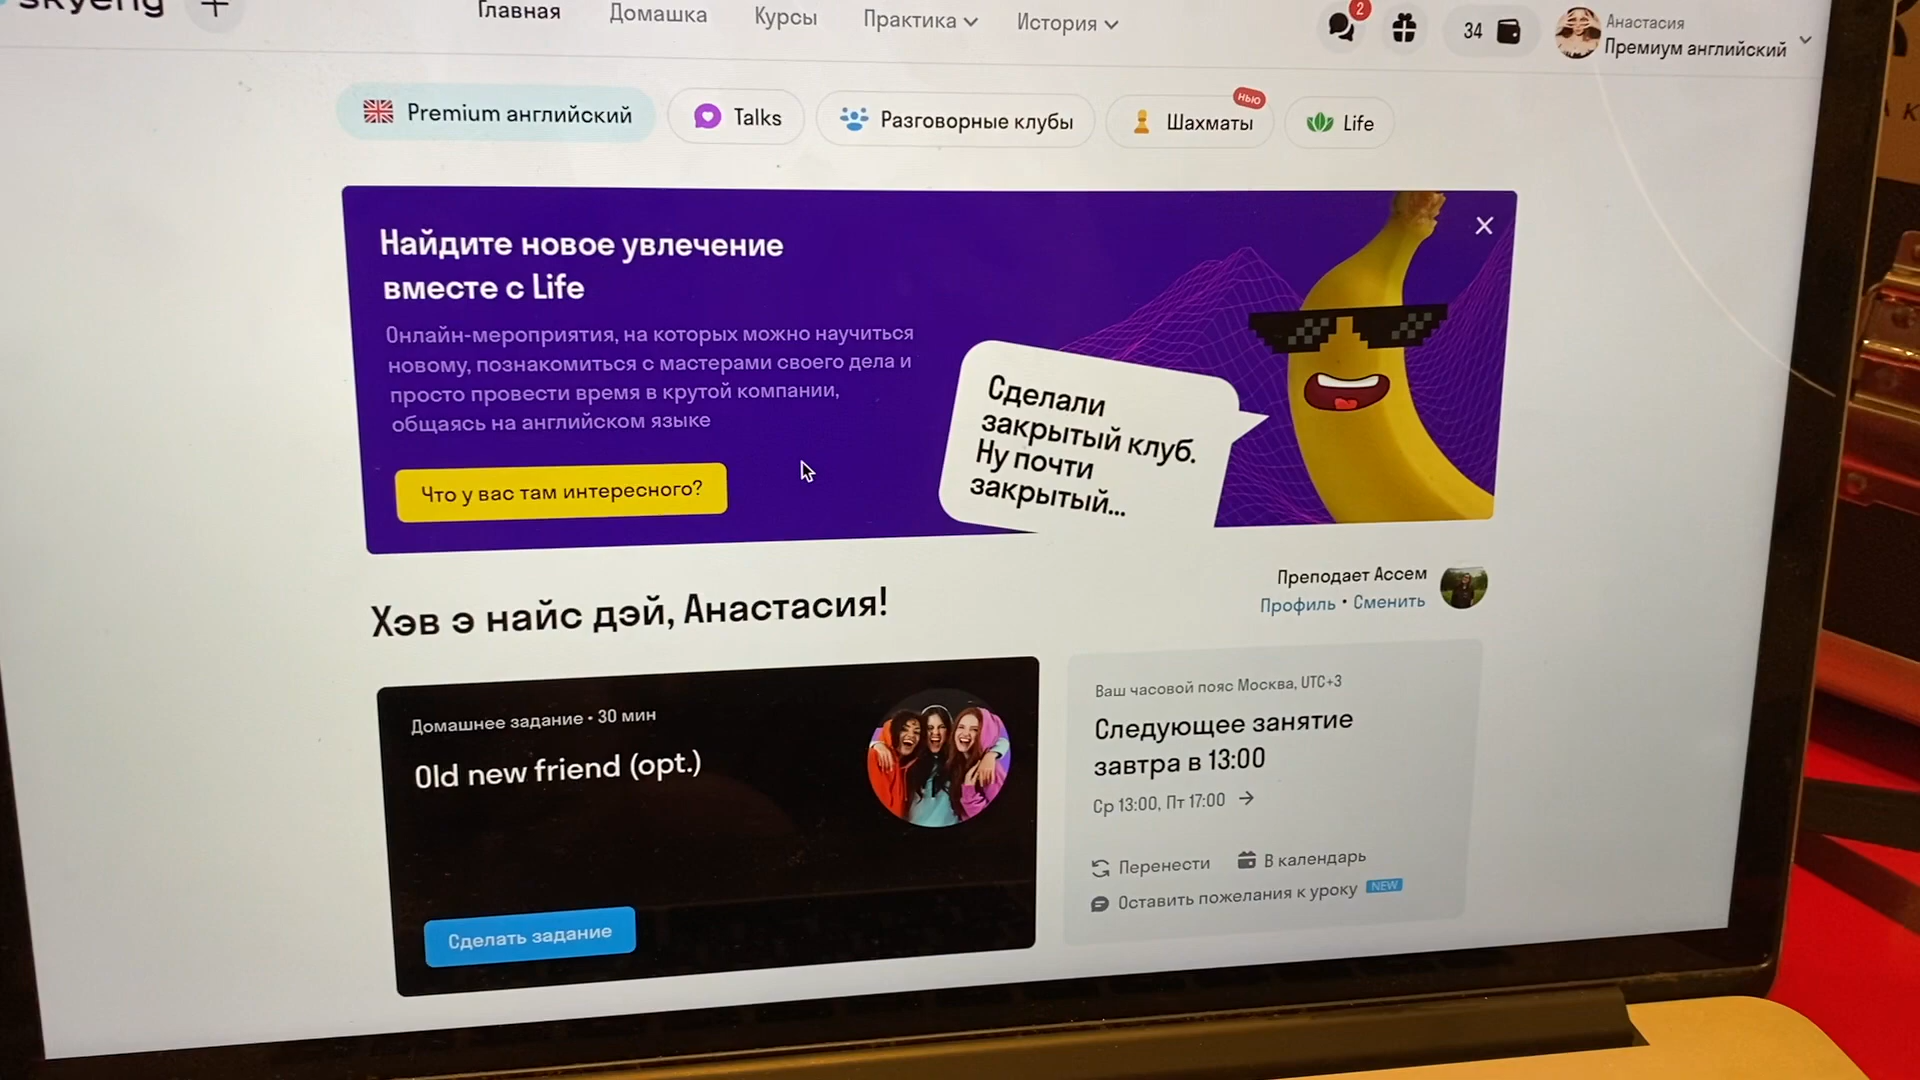 skyeng
Главная Домашка Курсы Практика История
2
34
Анастасия
Премиум английский
Premium английский Talks Разговорные клубы Шахматы Life
нью
Найдите новое увлечение
вместе с Life
Онлайн-мероприятия, на которых можно научиться
новому, познакомиться с мастерами своего дела и
просто провести время в крутой компании,
общаясь на английском языке
Что у вас там интересного?
Сделали
закрытый клуб.
Ну почти
закрытый...
Хэв э найс дэй, Анастасия!
Преподает Ассем
Профиль • Сменить
Домашнее задание • 30 мин
Old new friend (opt.)
Сделать задание
Ваш часовой пояс Москва, UTC+3
Следующее занятие
завтра в 13:00
Ср 13:00, Пт 17:00
Перенести В календарь
Оставить пожелания к уроку NEW